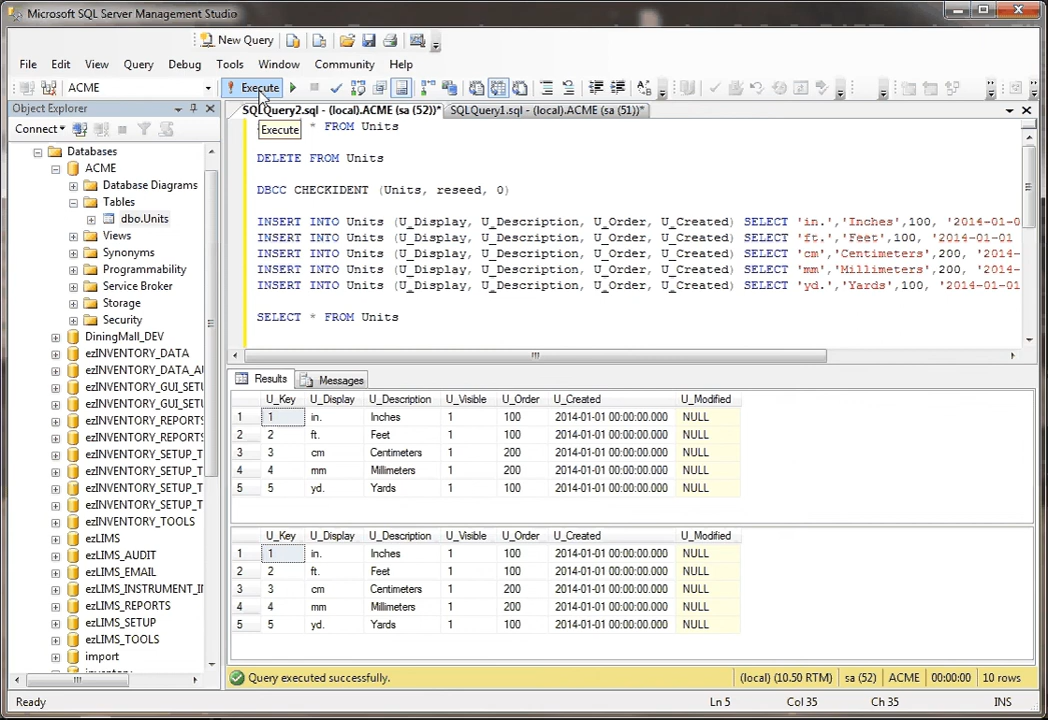 Microsoft SQL Server Management Studio
New Query
File Edit View Query Debug Tools Window Community Help
ACME Execute
Object Explorer
SQLQuery2.sql - (local).ACME (sa (52))* SQLQuery1.sql - (local).ACME (sa (51))*
Execute
Connect
Databases
ACME
Database Diagrams
Tables
dbo.Units
Views
Synonyms
Programmability
Service Broker
Storage
Security
DiningMall_DEV
ezINVENTORY_DATA
ezINVENTORY_DATA_AU
ezINVENTORY_GUI_SETU
ezINVENTORY_GUI_SETU
ezINVENTORY_REPORTS
ezINVENTORY_REPORTS
ezINVENTORY_SETUP_T
ezINVENTORY_SETUP_T
ezINVENTORY_SETUP_T
ezINVENTORY_SETUP_T
ezINVENTORY_TOOLS
ezLIMS
ezLIMS_AUDIT
ezLIMS_EMAIL
ezLIMS_INSTRUMENT_IN
ezLIMS_REPORTS
ezLIMS_SETUP
ezLIMS_TOOLS
import
* FROM Units
DELETE FROM Units
DBCC CHECKIDENT (Units, reseed, 0)
INSERT INTO Units (U_Display, U_Description, U_Order, U_Created) SELECT 'in.','Inches',100, '2014-01-0
INSERT INTO Units (U_Display, U_Description, U_Order, U_Created) SELECT 'ft.','Feet',100, '2014-01-01
INSERT INTO Units (U_Display, U_Description, U_Order, U_Created) SELECT 'cm','Centimeters',200, '2014-
INSERT INTO Units (U_Display, U_Description, U_Order, U_Created) SELECT 'mm','Millimeters',200, '2014-
INSERT INTO Units (U_Display, U_Description, U_Order, U_Created) SELECT 'yd.','Yards',100, '2014-01-01
SELECT * FROM Units
Results Messages
U_Key U_Display U_Description U_Visible U_Order U_Created U_Modified
1 1 in. Inches 1 100 2014-01-01 00:00:00.000 NULL
2 2 ft. Feet 1 100 2014-01-01 00:00:00.000 NULL
3 3 cm Centimeters 1 200 2014-01-01 00:00:00.000 NULL
4 4 mm Millimeters 1 200 2014-01-01 00:00:00.000 NULL
5 5 yd. Yards 1 100 2014-01-01 00:00:00.000 NULL
U_Key U_Display U_Description U_Visible U_Order U_Created U_Modified
1 1 in. Inches 1 100 2014-01-01 00:00:00.000 NULL
2 2 ft. Feet 1 100 2014-01-01 00:00:00.000 NULL
3 3 cm Centimeters 1 200 2014-01-01 00:00:00.000 NULL
4 4 mm Millimeters 1 200 2014-01-01 00:00:00.000 NULL
5 5 yd. Yards 1 100 2014-01-01 00:00:00.000 NULL
Query executed successfully. (local) (10.50 RTM) sa (52) ACME 00:00:00 10 rows
Ready Ln 5 Col 35 Ch 35 INS